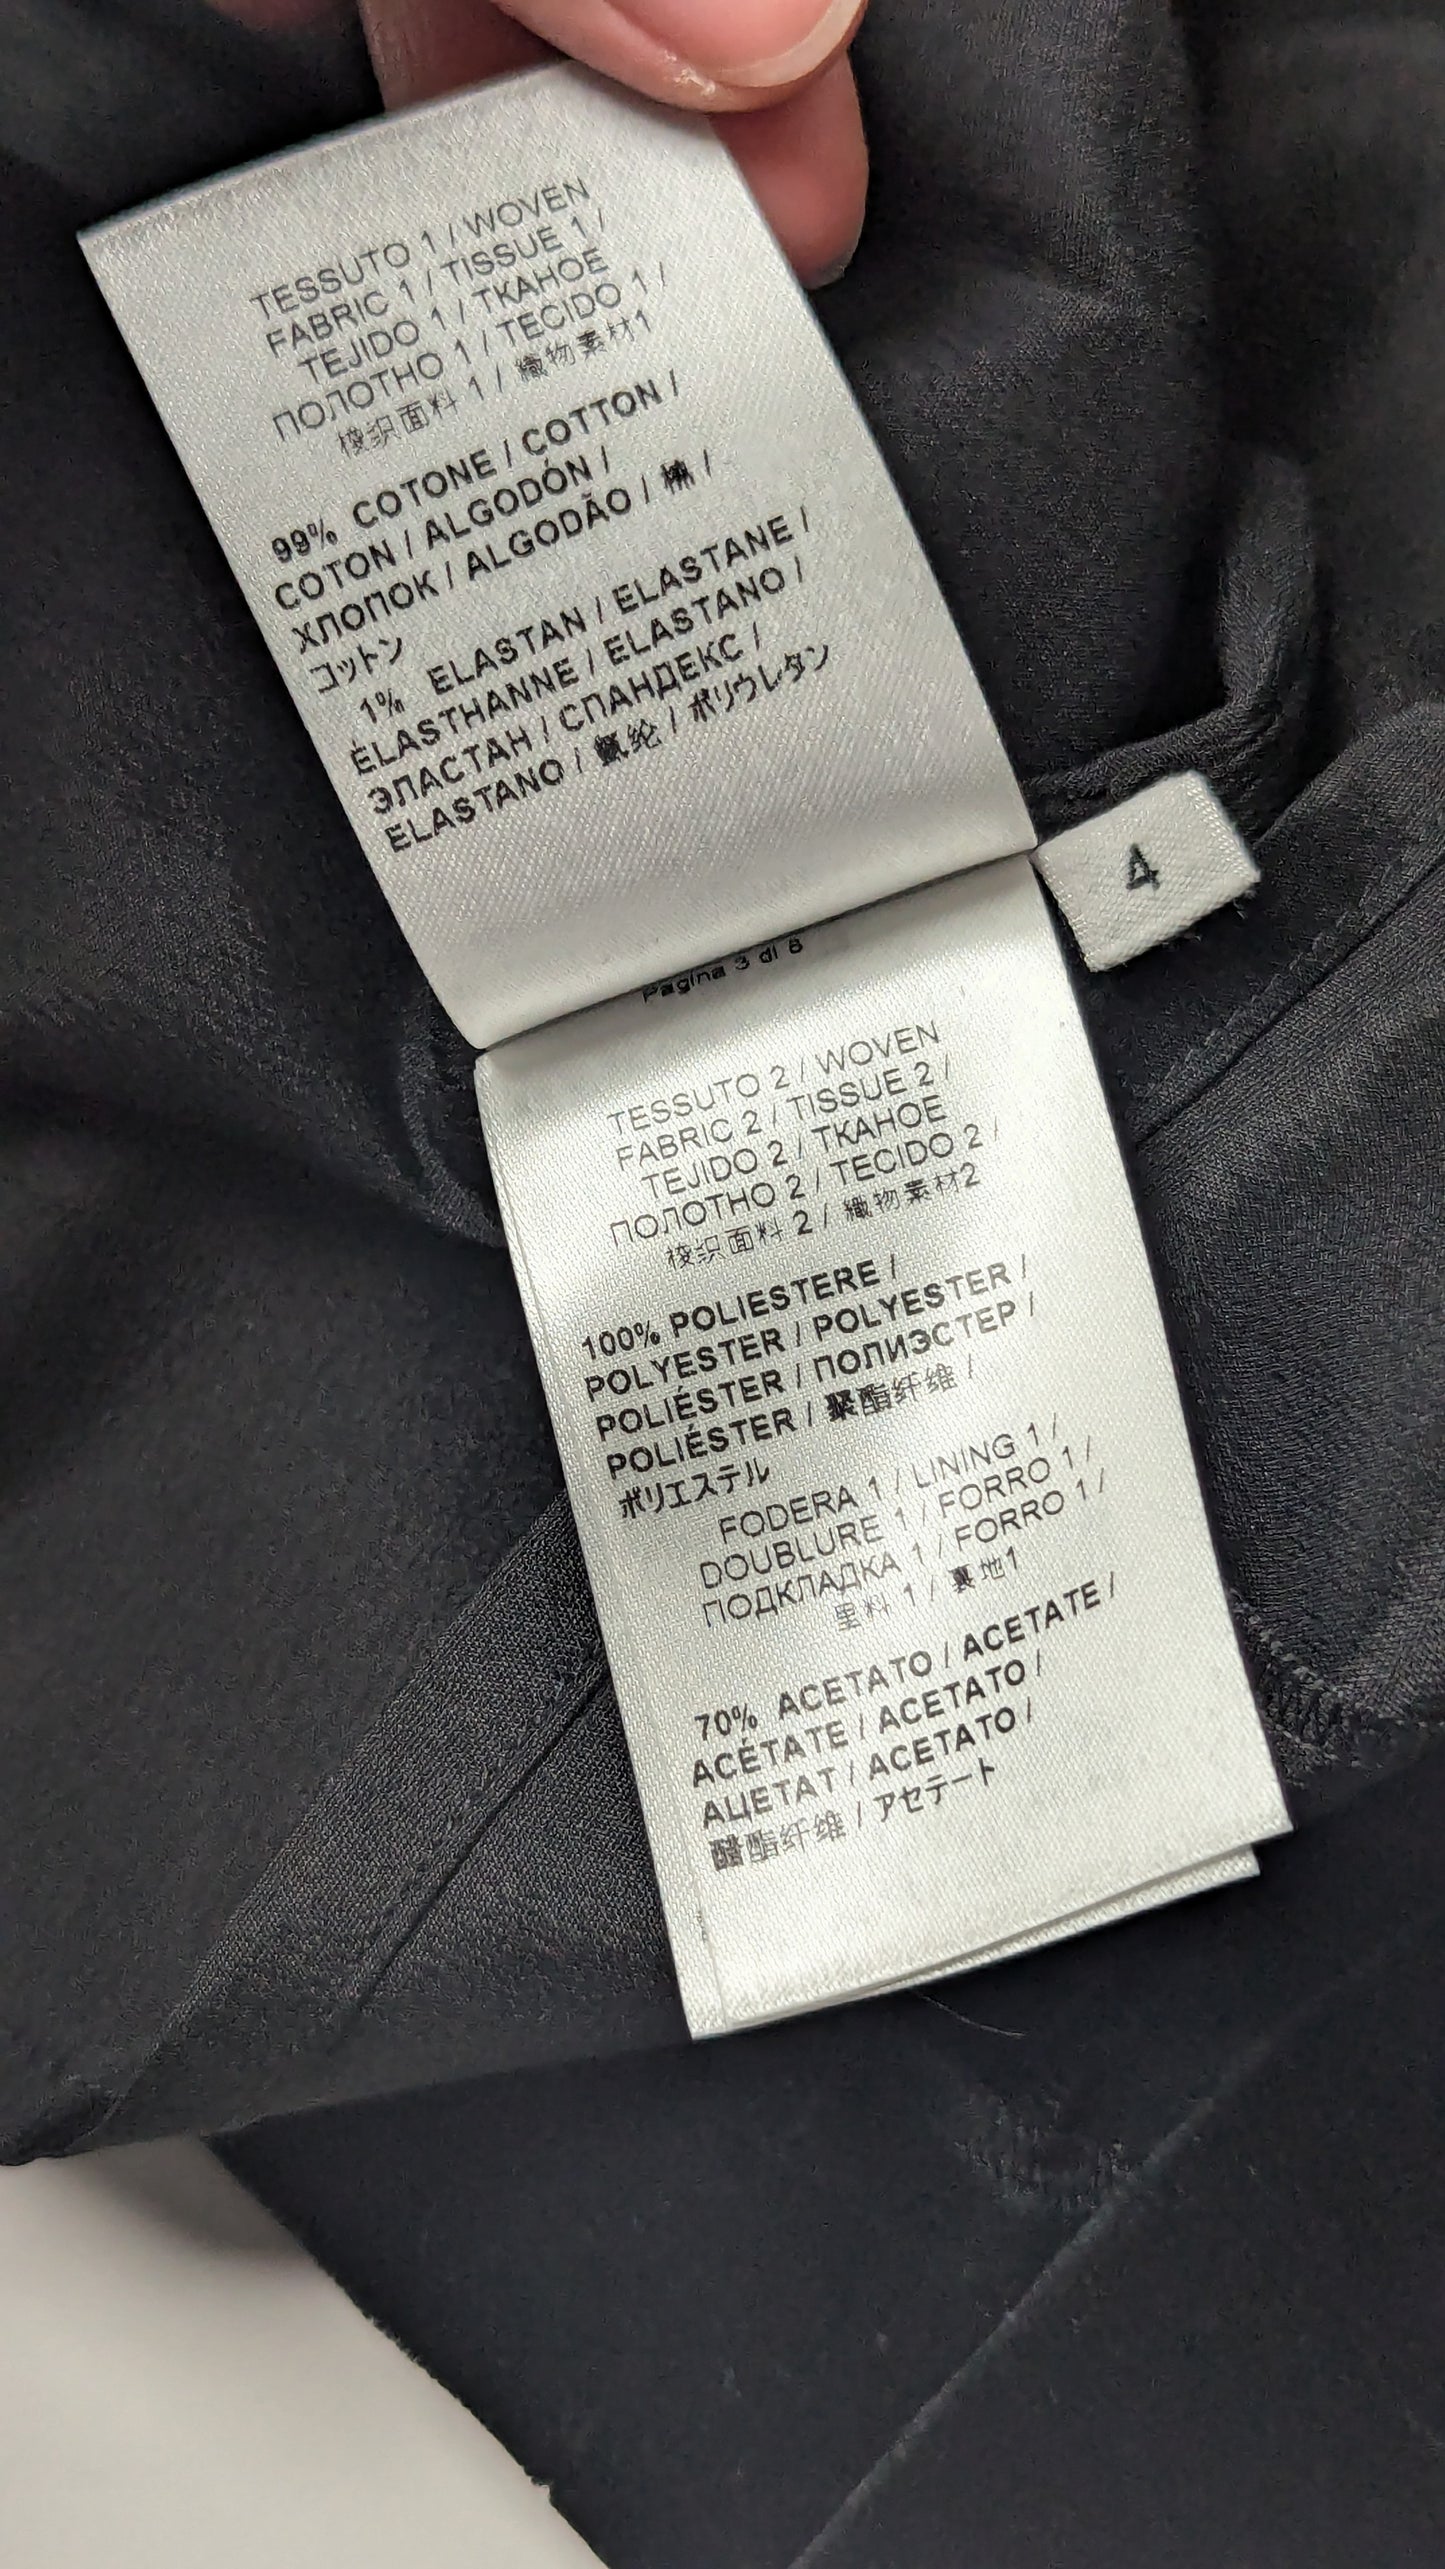 TESSUTO 1 / WOVEN
FABRIC 1 / TISSUE 1 /
TEJIDO 1 / ТКАНОЕ
ПОЛОТНО 1 / TECIDO 1 /
梭织面料 1 / 織物素材1
99% COTONE / COTTON /
COTON / ALGODÓN /
ХЛОПОК / ALGODÃO / 棉 /
コットン
1% ELASTAN / ELASTANE /
ÉLASTHANNE / ELASTANO /
ЭЛАСТАН / СПАНДЕКС /
ELASTANO / 氨纶 / ポリウレタン
4
Pagina 3 di 8
TESSUTO 2 / WOVEN
FABRIC 2 / TISSUE 2 /
TEJIDO 2 / ТКАНОЕ
ПОЛОТНО 2 / TECIDO 2 /
梭织面料 2 / 織物素材2
100% POLIESTERE /
POLYESTER / POLYESTER /
POLIÉSTER / ПОЛИЭСТЕР /
POLIÉSTER / 聚酯纤维 /
ポリエステル
FODERA 1 / LINING 1 /
DOUBLURE 1 / FORRO 1 /
ПОДКЛАДКА 1 / FORRO 1 /
里料 1 / 裏地1
70% ACETATO / ACETATE /
ACÉTATE / ACETATO /
АЦЕТАТ / ACETATO /
醋酯纤维 / アセテート